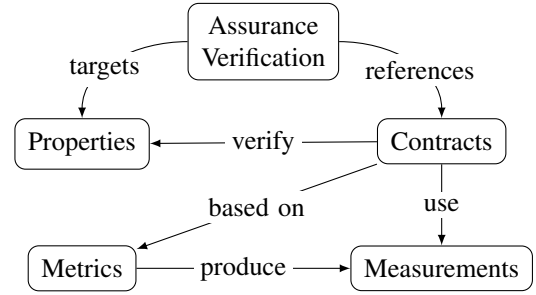 Assurance
Verification
targets
references
Properties
verify
Contracts
based on
use
Metrics
produce
Measurements